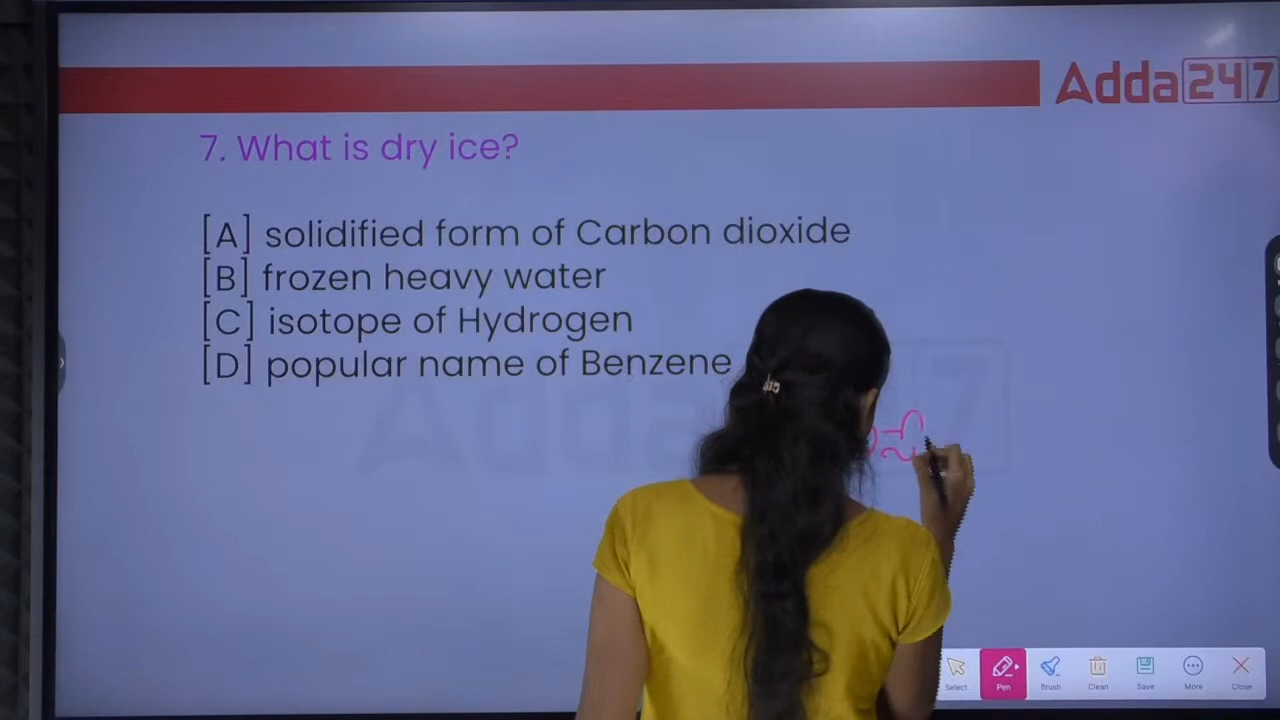 Adda247
7. What is dry ice?
[A] solidified form of Carbon dioxide
[B] frozen heavy water
[C] isotope of Hydrogen
[D] popular name of Benzene
Select
Pen
Brush
Clean
Save
More
Close